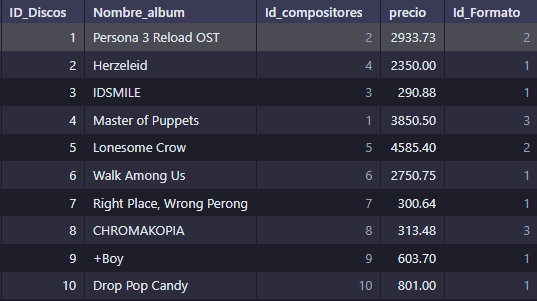 ID_Discos Nombre_album Id_compositores precio Id_Formato
1 Persona 3 Reload OST 2 2933.73 2
2 Herzeleid 4 2350.00 1
3 IDSMILE 3 290.88 1
4 Master of Puppets 1 3850.50 3
5 Lonesome Crow 5 4585.40 2
6 Walk Among Us 6 2750.75 1
7 Right Place, Wrong Perong 7 300.64 1
8 CHROMAKOPIA 8 313.48 3
9 +Boy 9 603.70 1
10 Drop Pop Candy 10 801.00 1